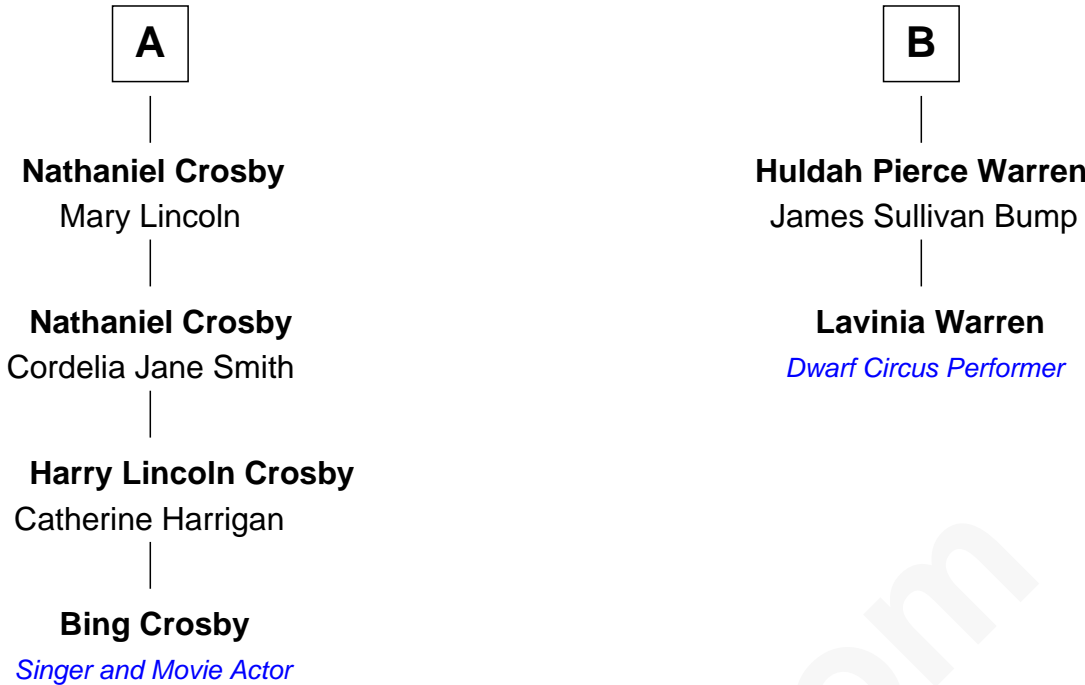 A
Nathaniel Crosby
Mary Lincoln
Nathaniel Crosby
Cordelia Jane Smith
Harry Lincoln Crosby
Catherine Harrigan
Bing Crosby
Singer and Movie Actor
B
Huldah Pierce Warren
James Sullivan Bump
Lavinia Warren
Dwarf Circus Performer
om